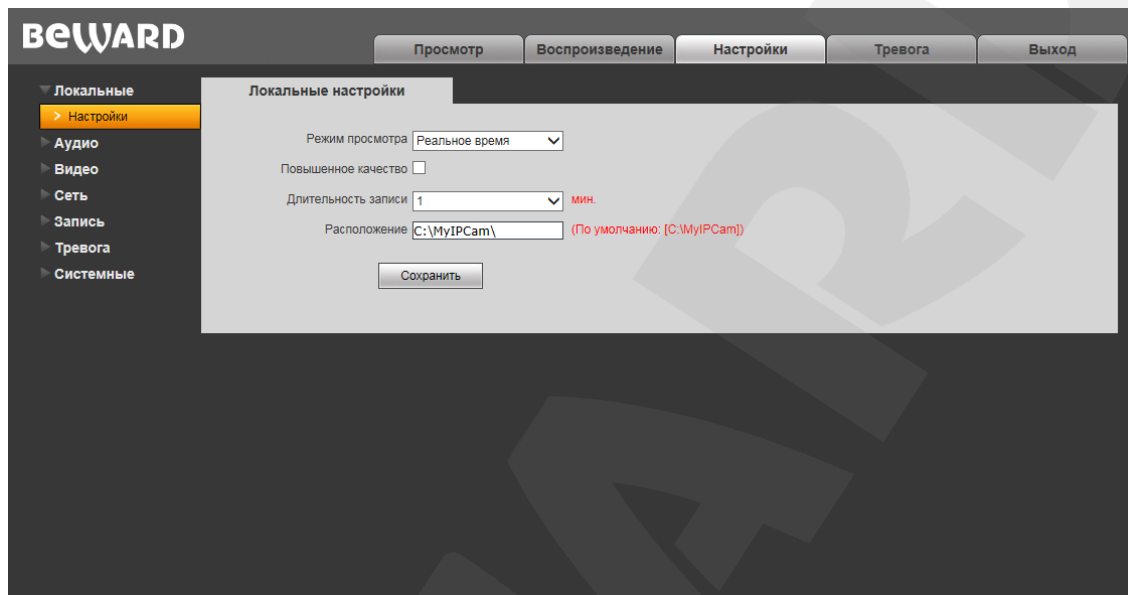 BEWARD
Просмотр Воспроизведение Настройки Тревога Выход
Локальные
> Настройки
Аудио
Видео
Сеть
Запись
Тревога
Системные
Локальные настройки
Режим просмотра Реальное время
Повышенное качество
Длительность записи 1 мин.
Расположение C:\MyIPCam\ (По умолчанию: [C:\MyIPCam])
Сохранить